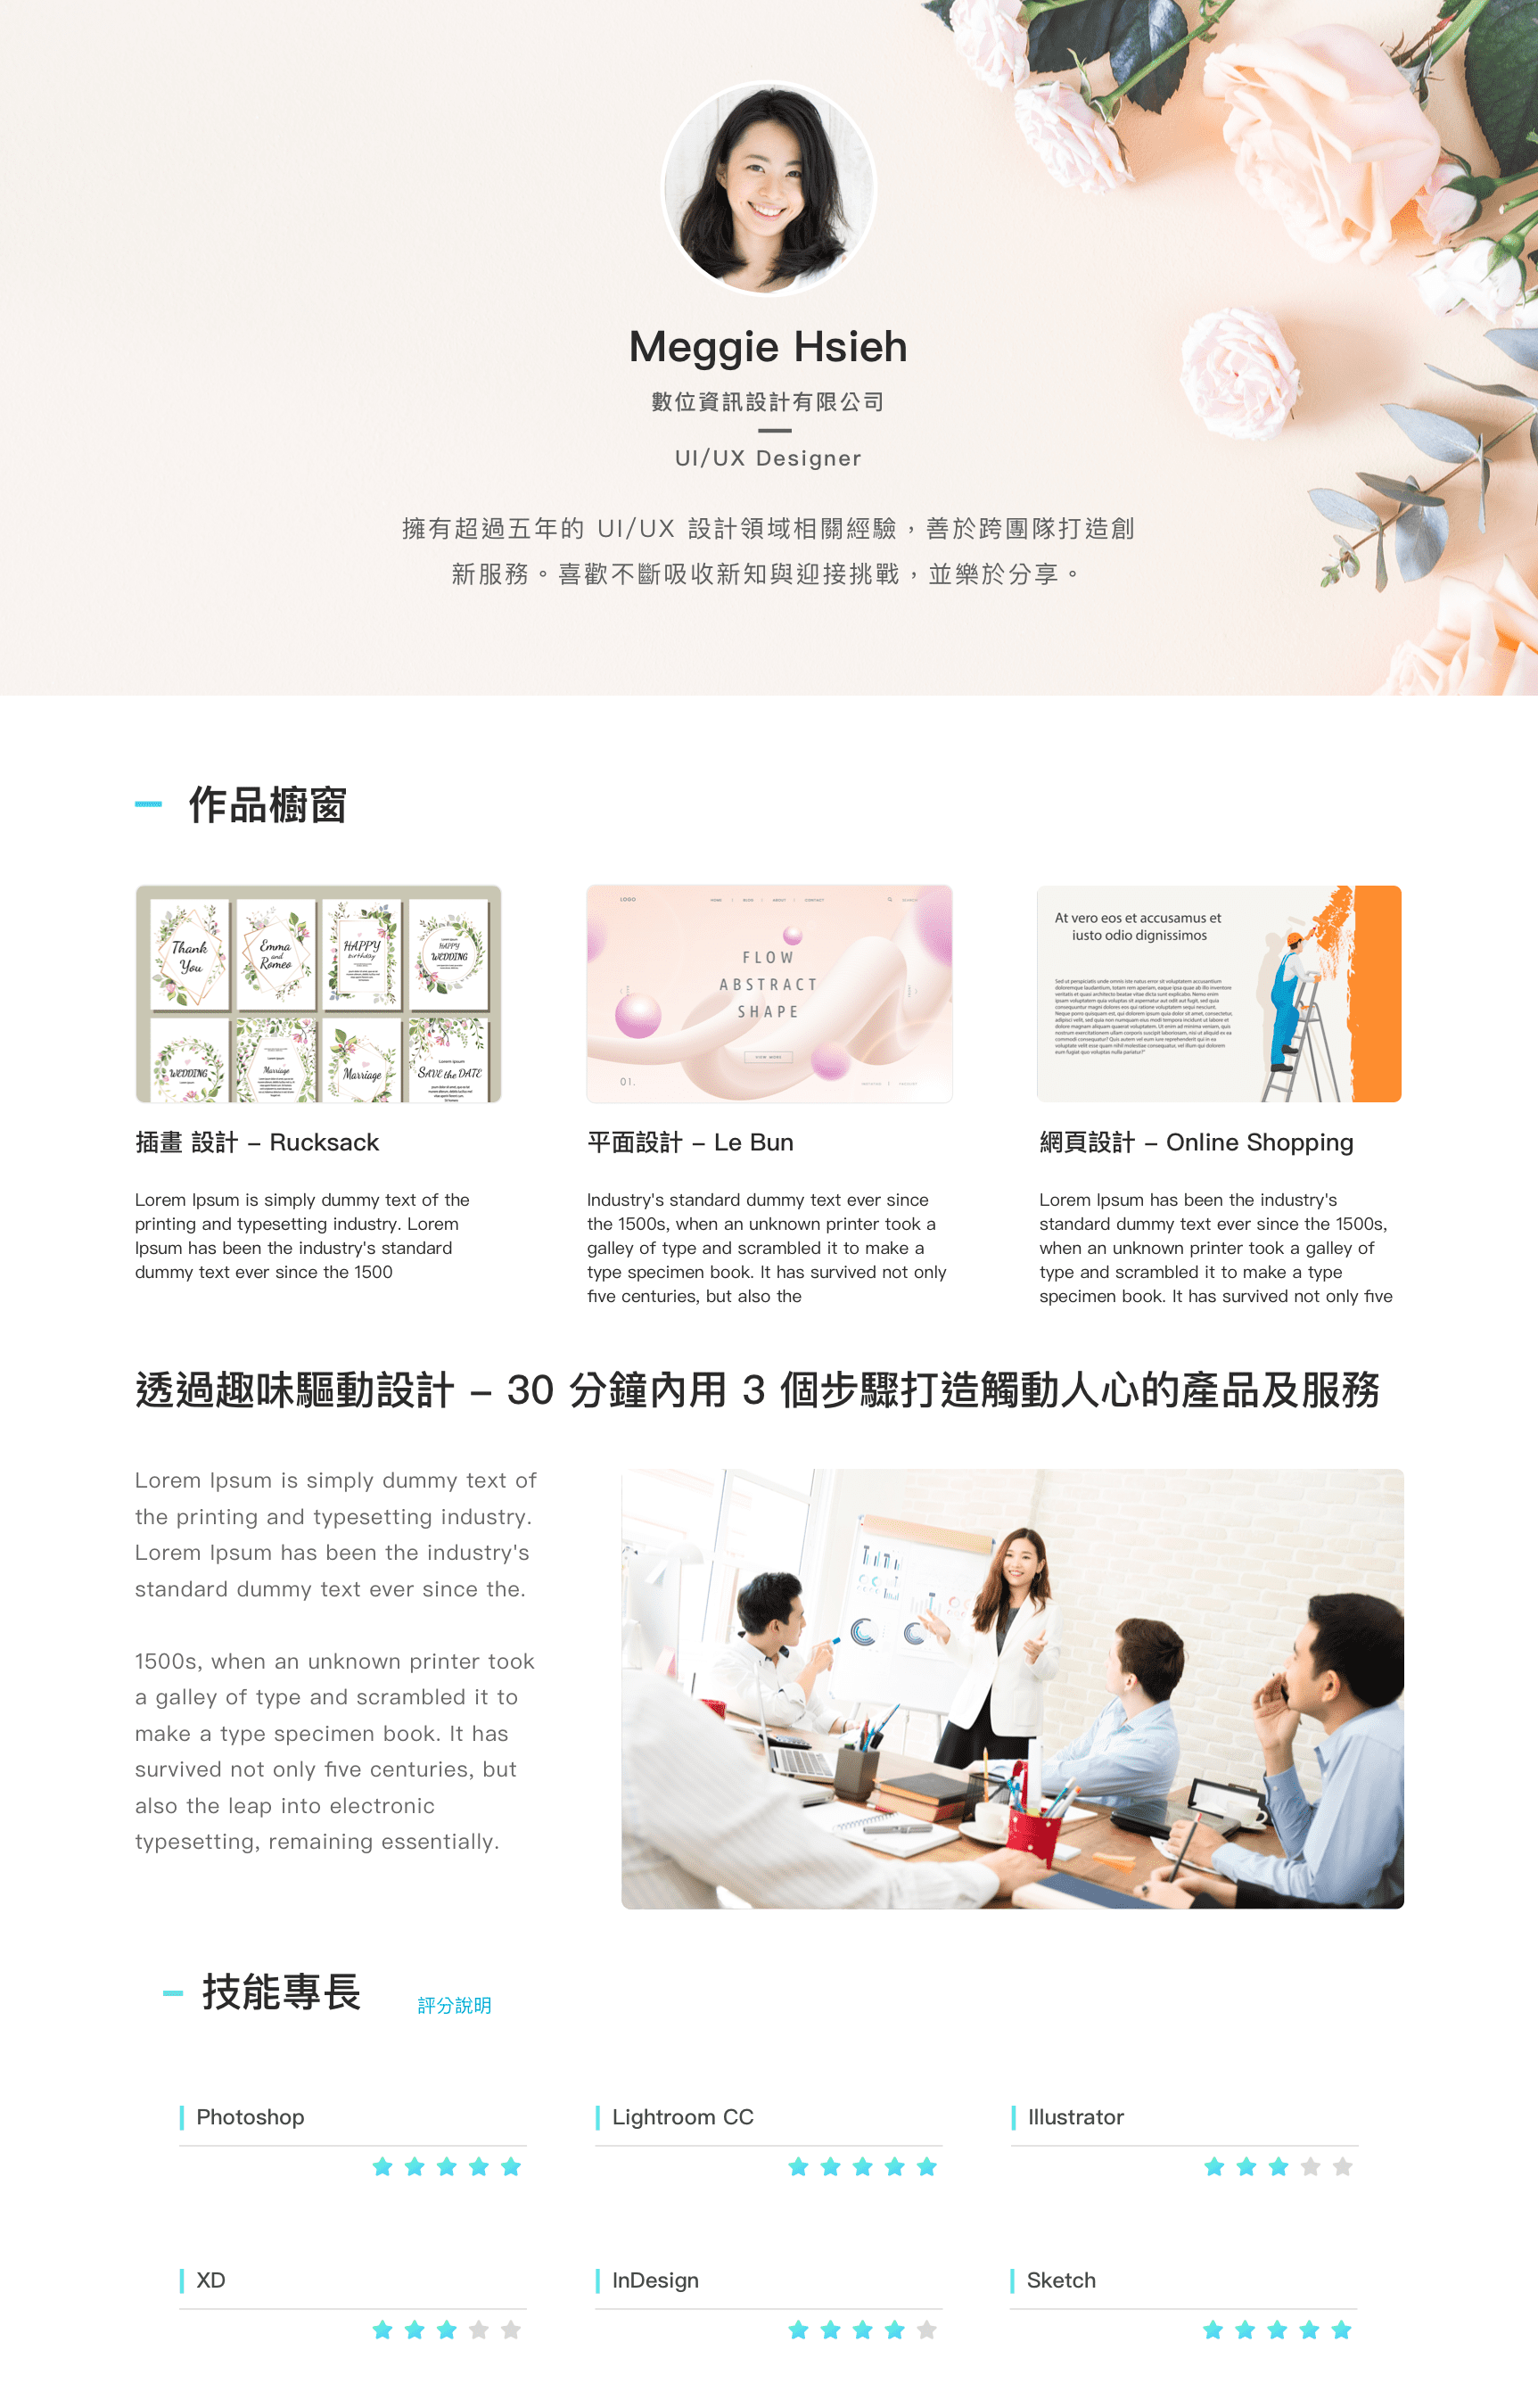 Meggie Hsieh
數位資訊設計有限公司
UI/UX Designer
擁有超過五年的 UI/UX 設計領域相關經驗，善於跨團隊打造創
新服務。喜歡不斷吸收新知與迎接挑戰，並樂於分享。
作品櫥窗
Thank
You
Emma
and
Romeo
HAPPY
birthday
HAPPY
WEDDING
WEDDING
Marriage
Marriage
SAVE the DATE
LOGO
HOME | BLOG | ABOUT | CONTACT
FLOW
ABSTRACT
SHAPE
VIEW MORE
01.
At vero eos et accusamus et
iusto odio dignissimos
插畫 設計 – Rucksack
平面設計 – Le Bun
網頁設計 – Online Shopping
Lorem Ipsum is simply dummy text of the
printing and typesetting industry. Lorem
Ipsum has been the industry's standard
dummy text ever since the 1500
Industry's standard dummy text ever since
the 1500s, when an unknown printer took a
galley of type and scrambled it to make a
type specimen book. It has survived not only
five centuries, but also the
Lorem Ipsum has been the industry's
standard dummy text ever since the 1500s,
when an unknown printer took a galley of
type and scrambled it to make a type
specimen book. It has survived not only five
透過趣味驅動設計 – 30 分鐘內用 3 個步驟打造觸動人心的產品及服務
Lorem Ipsum is simply dummy text of
the printing and typesetting industry.
Lorem Ipsum has been the industry's
standard dummy text ever since the.
1500s, when an unknown printer took
a galley of type and scrambled it to
make a type specimen book. It has
survived not only five centuries, but
also the leap into electronic
typesetting, remaining essentially.
技能專長
評分說明
Photoshop
Lightroom CC
Illustrator
XD
InDesign
Sketch